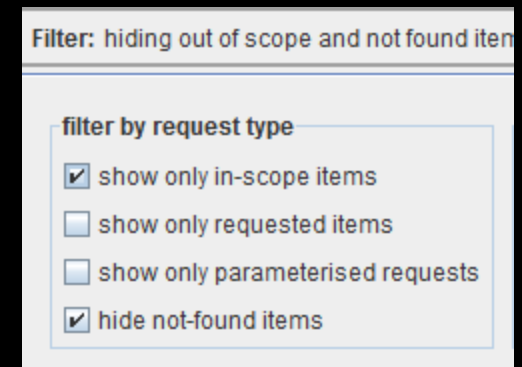 Filter: hiding out of scope and not found item
filter by request type
show only in-scope items
show only requested items
show only parameterised requests
hide not-found items